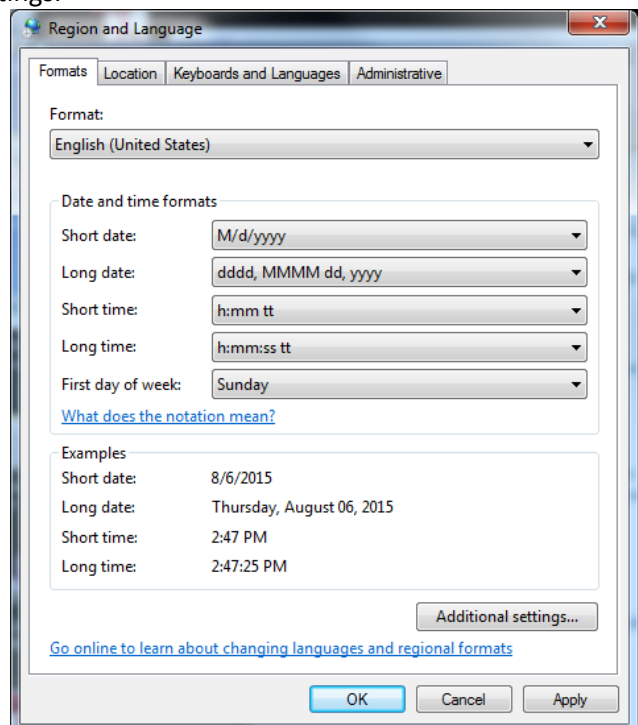 Region and Language
Formats Location Keyboards and Languages Administrative
Format:
English (United States)
Date and time formats
Short date: M/d/yyyy
Long date: dddd, MMMM dd, yyyy
Short time: h:mm tt
Long time: h:mm:ss tt
First day of week: Sunday
What does the notation mean?
Examples
Short date: 8/6/2015
Long date: Thursday, August 06, 2015
Short time: 2:47 PM
Long time: 2:47:25 PM
Additional settings...
Go online to learn about changing languages and regional formats
OK Cancel Apply